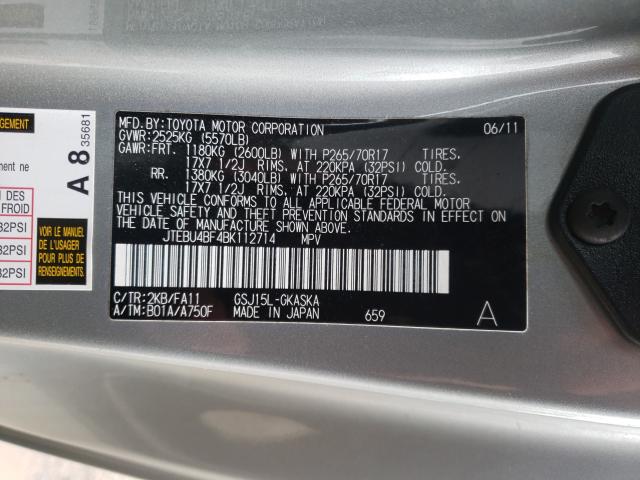 MFD.BY:TOYOTA MOTOR CORPORATION 06/11
GVWR:2525KG (5570LB)
GAWR:FRT. 1180KG (2600LB) WITH P265/70R17 TIRES.
17X7 1/2J RIMS, AT 220KPA (32PSI) COLD.
RR. 1380KG (3040LB) WITH P265/70R17 TIRES.
17X7 1/2J RIMS, AT 220KPA (32PSI) COLD.
THIS VEHICLE CONFORMS TO ALL APPLICABLE FEDERAL MOTOR
VEHICLE SAFETY AND THEFT PREVENTION STANDARDS IN EFFECT ON
THE DATE OF MANUFACTURE SHOWN ABOVE.
JTEBU4BF4BK112714 MPV
C/TR:2KB/FA11 GSJ15L-GKASKA
A/TM:B01A/A750F MADE IN JAPAN 659 A
A 8 35681
ement ne
N DES
FROID
32PSI
32PSI
32PSI
VOIR LE
MANUEL
DE L'USAGER
POUR PLUS DE